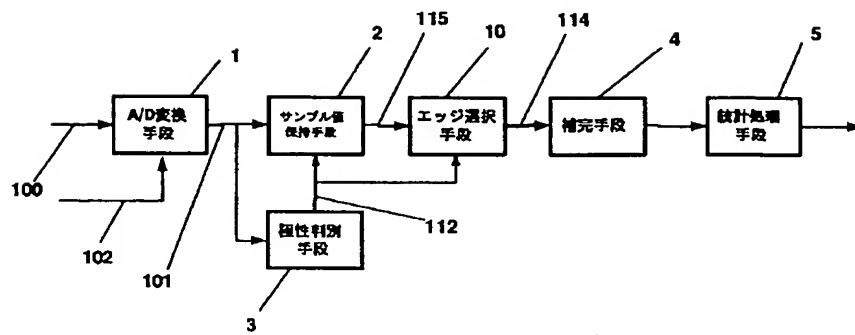 115
10
114
1
2
4
5
A/D変換
手段
サンプル値
保持手段
エッジ選択
手段
補完手段
統計処理
手段
100
102
101
極性判別
手段
112
3